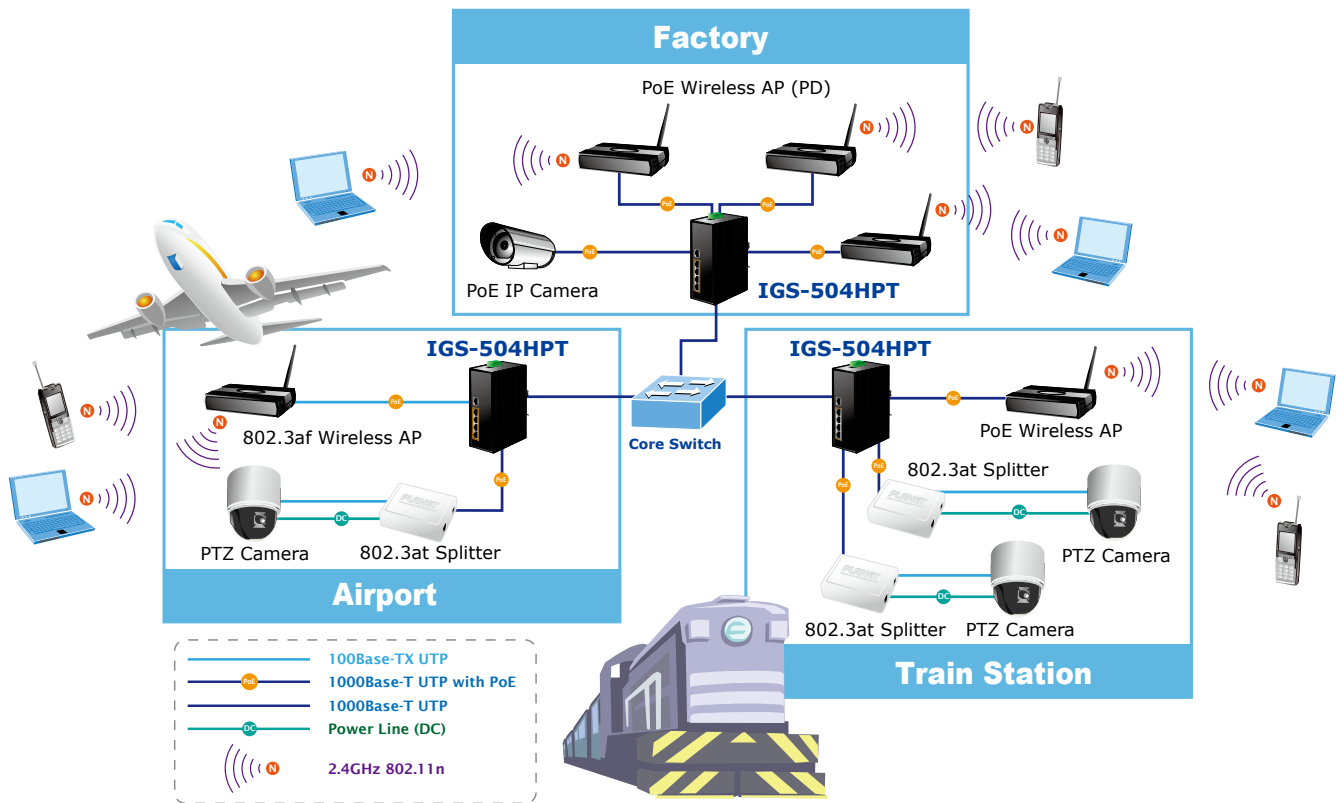 Factory
PoE Wireless AP (PD)
N
N
N
N
N
N
PoE
PoE
PoE
PoE
PoE IP Camera
IGS-504HPT
IGS-504HPT
IGS-504HPT
N
N
N
N
PoE
PoE
802.3af Wireless AP
Core Switch
PoE Wireless AP
N
N
PoE
PoE
PoE
802.3at Splitter
PLANET
PLANET
DC
DC
N
PTZ Camera
802.3at Splitter
PTZ Camera
PLANET
DC
Airport
802.3at Splitter
PTZ Camera
E
Train Station
100Base-TX UTP
PoE
1000Base-T UTP with PoE
1000Base-T UTP
DC
Power Line (DC)
N
2.4GHz 802.11n